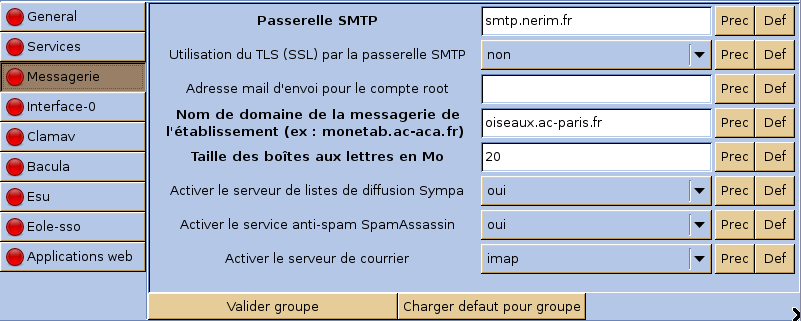 General
Services
Messagerie
Interface-0
Clamav
Bacula
Esu
Eole-sso
Applications web
Passerelle SMTP smtp.nerim.fr Prec Def
Utilisation du TLS (SSL) par la passerelle SMTP non Prec Def
Adresse mail d'envoi pour le compte root Prec Def
Nom de domaine de la messagerie de
l'établissement (ex : monetab.ac-aca.fr) oiseaux.ac-paris.fr Prec Def
Taille des boîtes aux lettres en Mo 20 Prec Def
Activer le serveur de listes de diffusion Sympa oui Prec Def
Activer le service anti-spam SpamAssassin oui Prec Def
Activer le serveur de courrier imap Prec Def
Valider groupe Charger defaut pour groupe